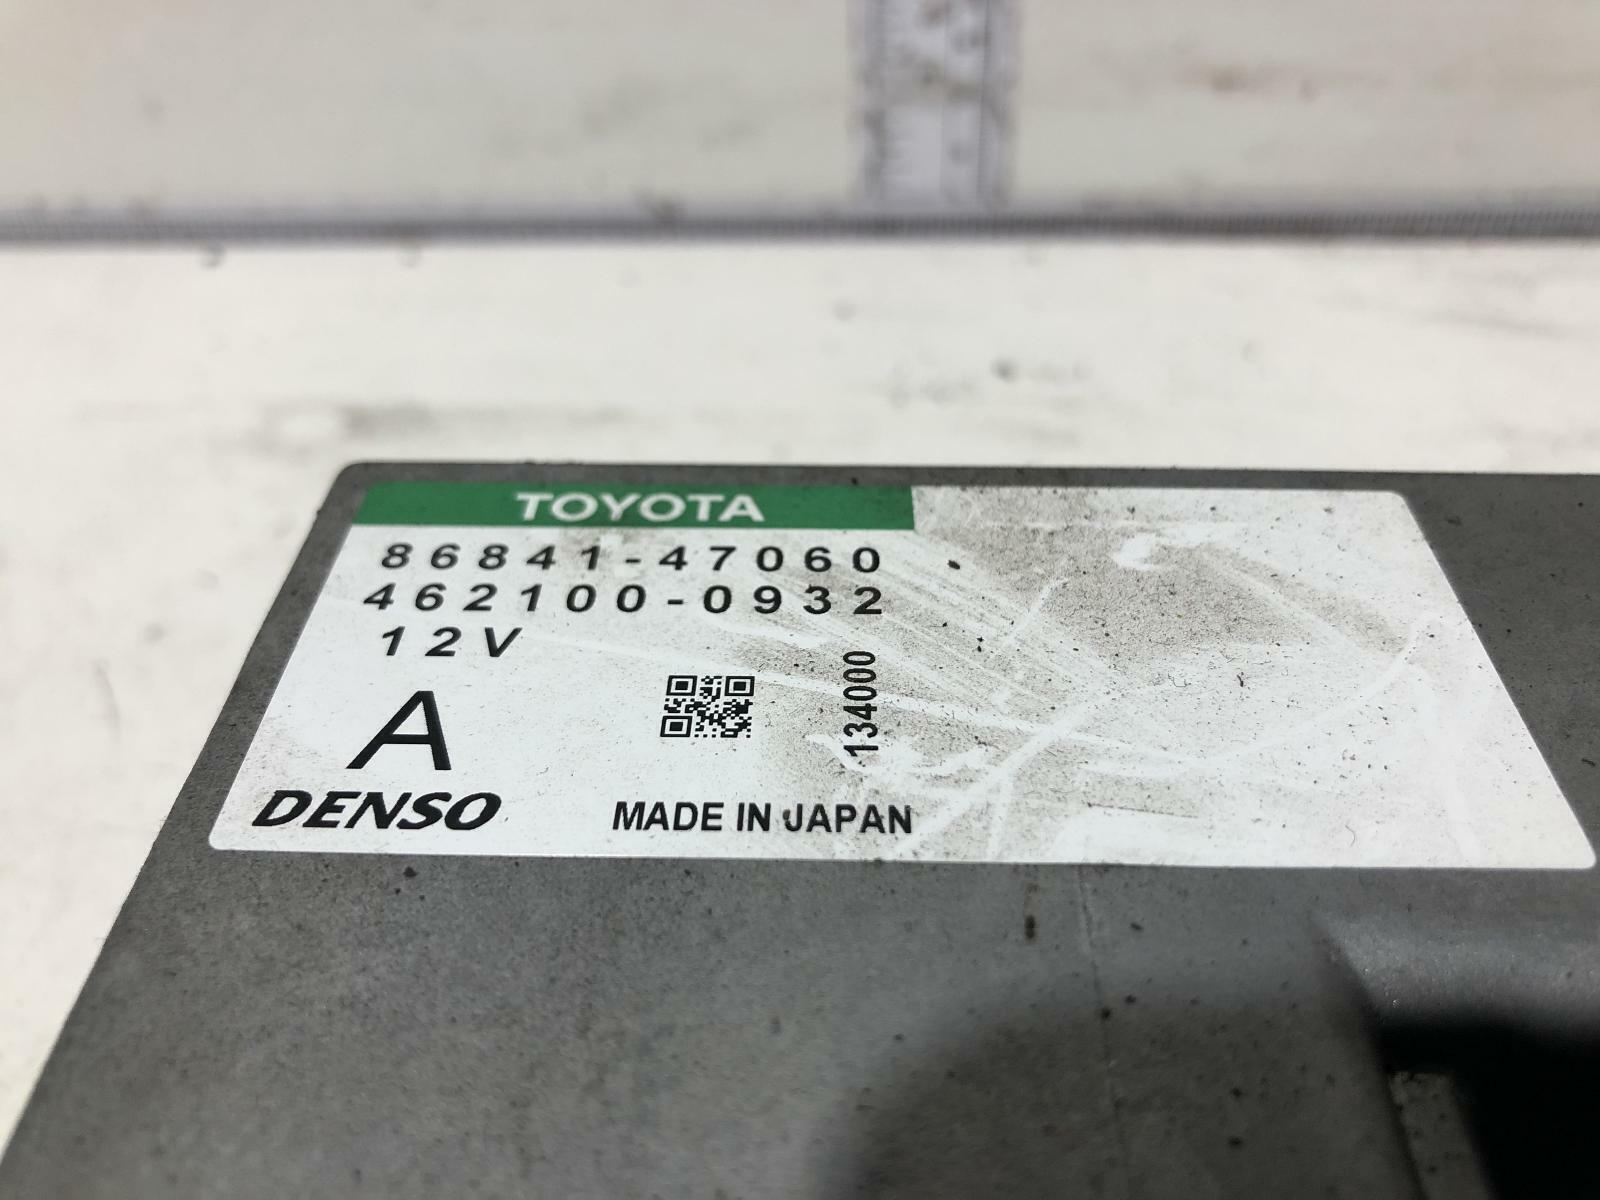 TOYOTA
86841-47060
462100-0932
12V
134000
A
DENSO
MADE IN JAPAN